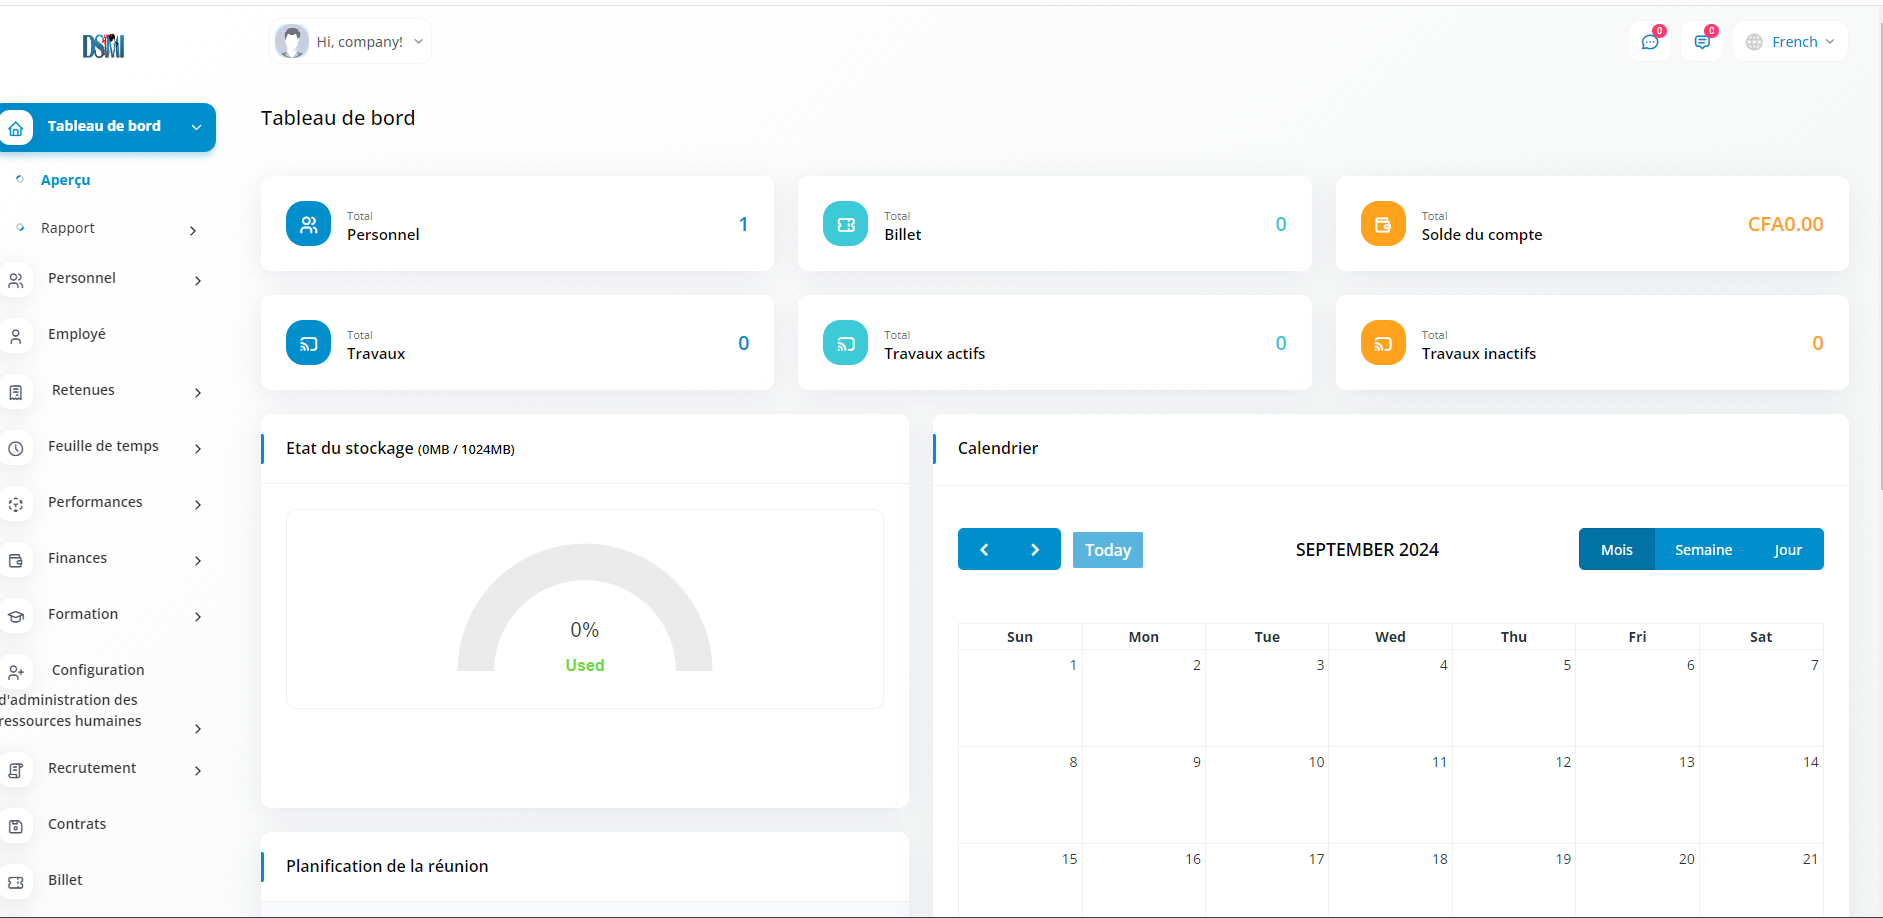 DSMI
Hi, company!
0
0
French
Tableau de bord
Aperçu
Rapport
Personnel
Employé
Retenues
Feuille de temps
Performances
Finances
Formation
Configuration
d'administration des
ressources humaines
Recrutement
Contrats
Billet
Tableau de bord
Total
Personnel
1
Total
Billet
0
Total
Solde du compte
CFA0.00
Total
Travaux
0
Total
Travaux actifs
0
Total
Travaux inactifs
0
Etat du stockage (0MB / 1024MB)
0%
Used
Planification de la réunion
Calendrier
Today
SEPTEMBER 2024
Mois Semaine Jour
Sun Mon Tue Wed Thu Fri Sat
1 2 3 4 5 6 7
8 9 10 11 12 13 14
15 16 17 18 19 20 21